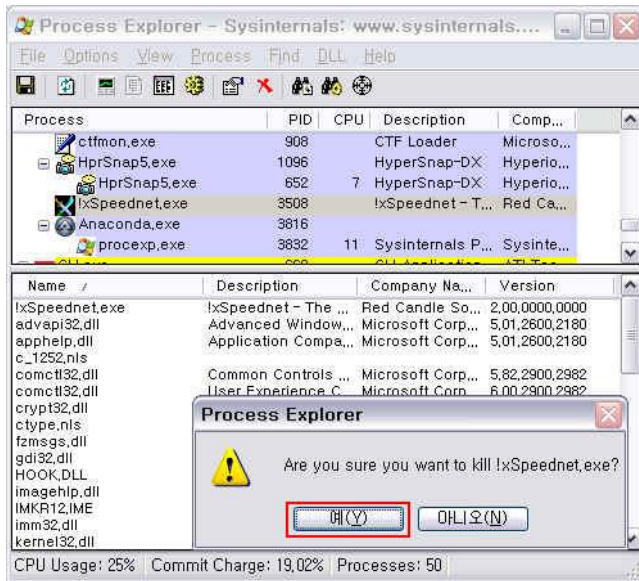 Process Explorer - Sysinternals: www.sysinternals....
File Options View Process Find DLL Help
Process PID CPU Description Comp...
ctfmon,exe 908 CTF Loader Microso...
HprSnap5,exe 1096 HyperSnap-DX Hyperio...
HprSnap5,exe 652 7 HyperSnap-DX Hyperio...
!xSpeednet,exe 3508 !xSpeednet - T... Red Ca...
Anaconda,exe 3816
procexp,exe 3832 11 Sysinternals P... Sysinte...
Name / Description Company Na... Version
!xSpeednet,exe !xSpeednet - The ... Red Candle So... 2,00,0000,0000
advapi32,dll Advanced Window... Microsoft Corp... 5,01,2600,2180
apphelp,dll Application Compa... Microsoft Corp... 5,01,2600,2180
c_1252,nls
comctl32,dll Common Controls ... Microsoft Corp... 5,82,2900,2982
comctl32,dll User Experience C... Microsoft Corp... 6,00,2900,2982
crypt32,dll
ctype,nls
fzmsgs,dll
gdi32,dll
HOOK,DLL
imagehlp,dll
IMKR12,IME
imm32,dll
kernel32,dll
Process Explorer
Are you sure you want to kill !xSpeednet,exe?
예(Y) 아니오(N)
CPU Usage: 25% Commit Charge: 19,02% Processes: 50